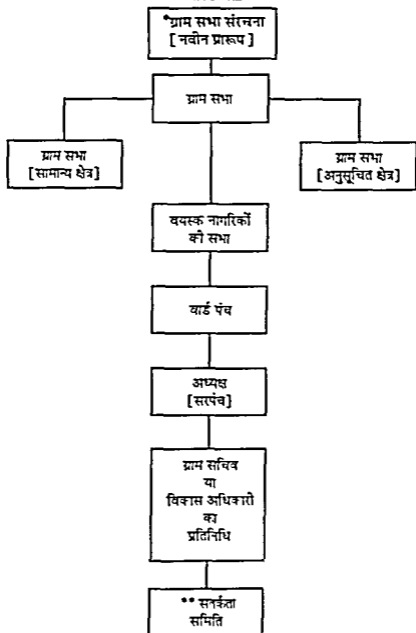 *ग्राम सभा संरचना
[ नवीन प्रारूप ]
ग्राम सभा
ग्राम सभा
[सामान्य क्षेत्र]
ग्राम सभा
[अनुसूचित क्षेत्र]
वयस्क नागरिकों
की सभा
वार्ड पंच
अध्यक्ष
[सरपंच]
ग्राम सचिव
या
विकास अधिकारी
का
प्रतिनिधि
** सतर्कता
समिति